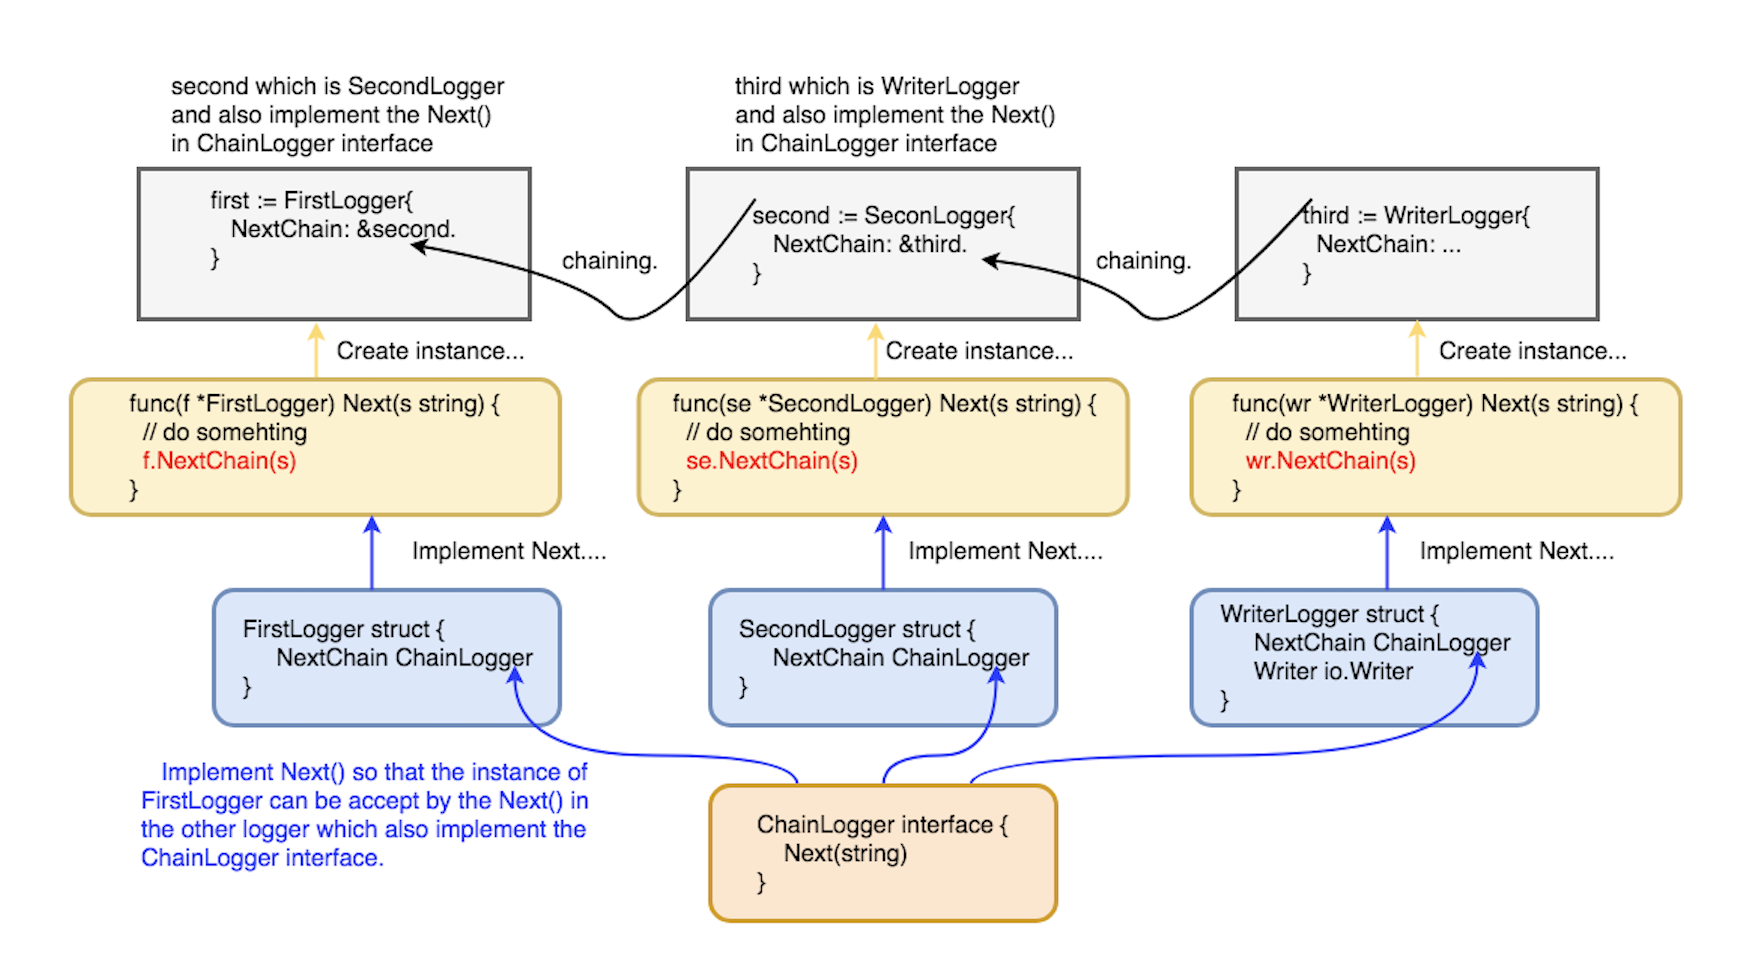 second which is SecondLogger
and also implement the Next()
in ChainLogger interface
third which is WriterLogger
and also implement the Next()
in ChainLogger interface
first := FirstLogger{
NextChain: &second.
}
chaining.
second := SeconLogger{
NextChain: &third.
}
chaining.
third := WriterLogger{
NextChain: ...
}
Create instance...
Create instance...
Create instance...
func(f *FirstLogger) Next(s string) {
// do somehting
f.NextChain(s)
}
func(se *SecondLogger) Next(s string) {
// do somehting
se.NextChain(s)
}
func(wr *WriterLogger) Next(s string) {
// do somehting
wr.NextChain(s)
}
Implement Next....
Implement Next....
Implement Next....
FirstLogger struct {
NextChain ChainLogger
}
SecondLogger struct {
NextChain ChainLogger
}
WriterLogger struct {
NextChain ChainLogger
Writer io.Writer
}
Implement Next() so that the instance of
FirstLogger can be accept by the Next() in
the other logger which also implement the
ChainLogger interface.
ChainLogger interface {
Next(string)
}